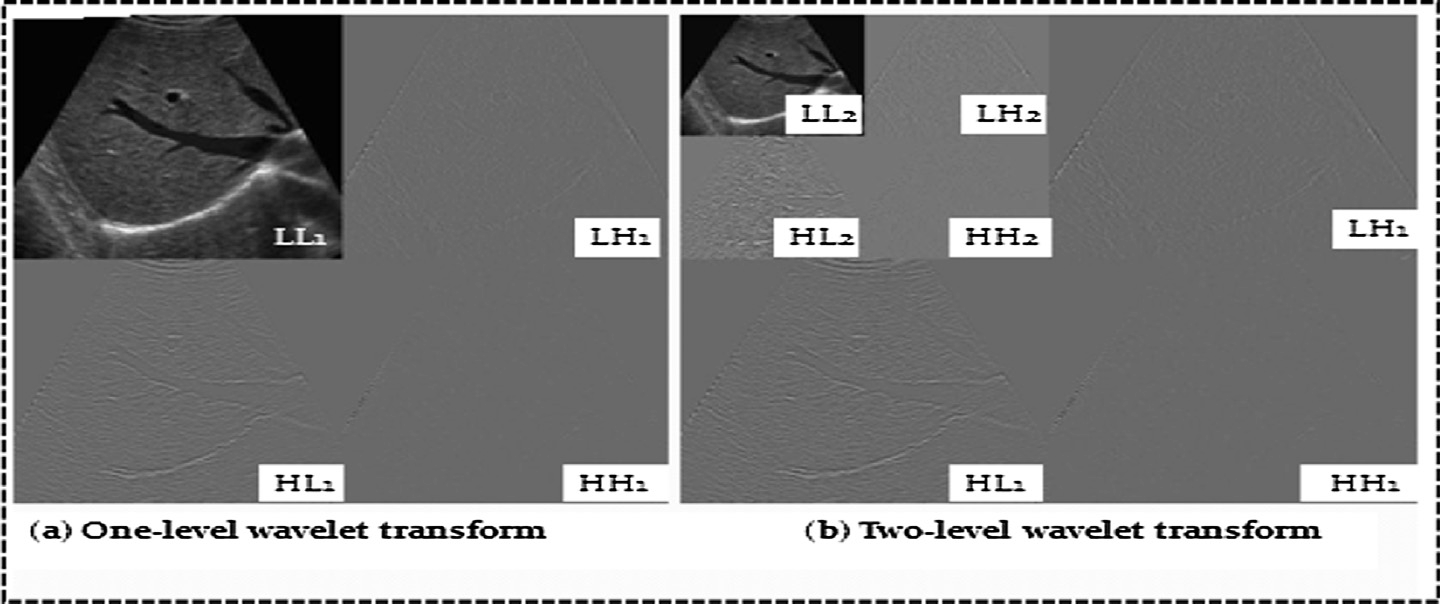 LL₁
LH₁
HL₁
HH₁
LL₂
LH₂
HL₂
HH₂
LH₁
HL₁
HH₁
(a) One-level wavelet transform
(b) Two-level wavelet transform